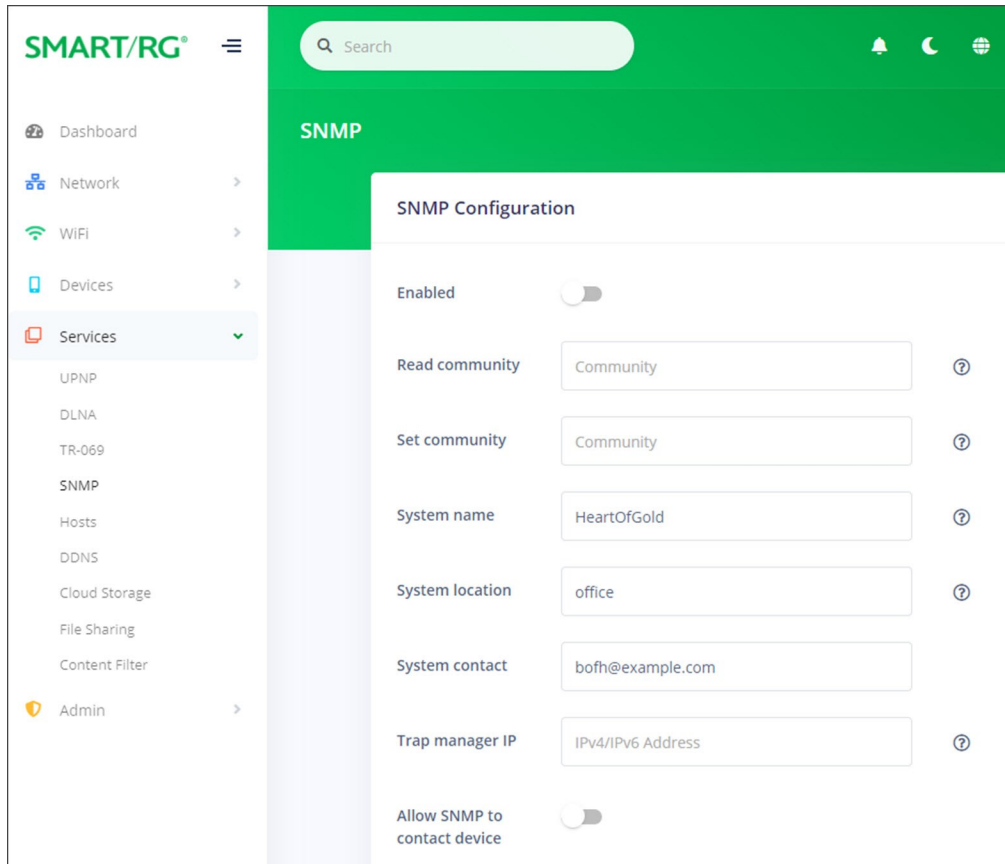 SMART/RG®
Search
Dashboard
Network
WiFi
Devices
Services
UPNP
DLNA
TR-069
SNMP
Hosts
DDNS
Cloud Storage
File Sharing
Content Filter
Admin
SNMP
SNMP Configuration
Enabled
Read community
Community
Set community
Community
System name
HeartOfGold
System location
office
System contact
bofh@example.com
Trap manager IP
IPv4/IPv6 Address
Allow SNMP to
contact device